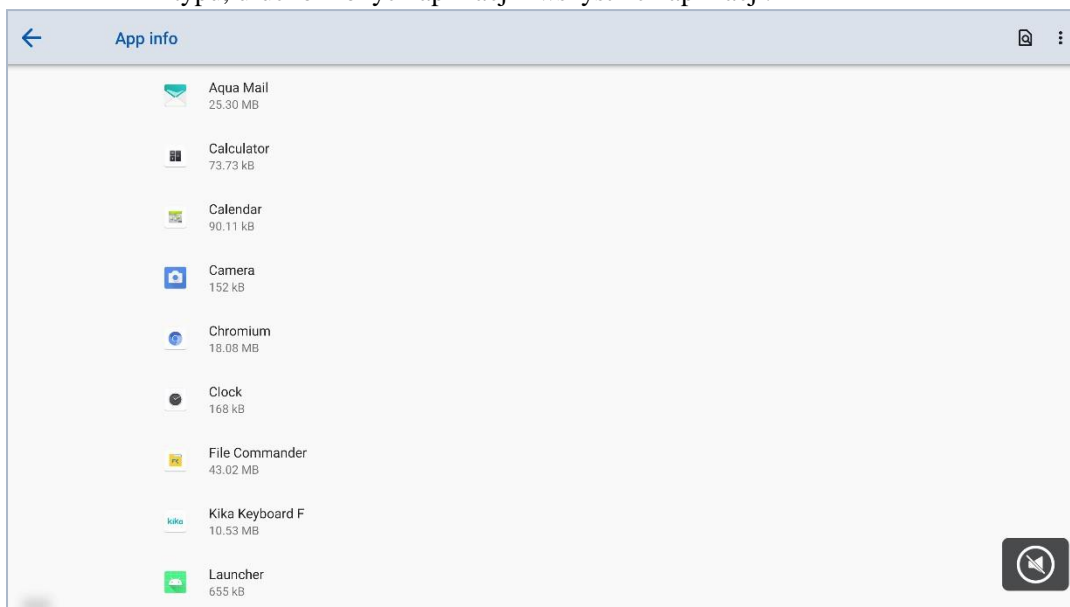 App info
Aqua Mail
25.30 MB
Calculator
73.73 kB
Calendar
90.11 kB
Camera
152 kB
Chromium
18.08 MB
Clock
168 kB
File Commander
43.02 MB
kika
Kika Keyboard F
10.53 MB
Launcher
655 kB